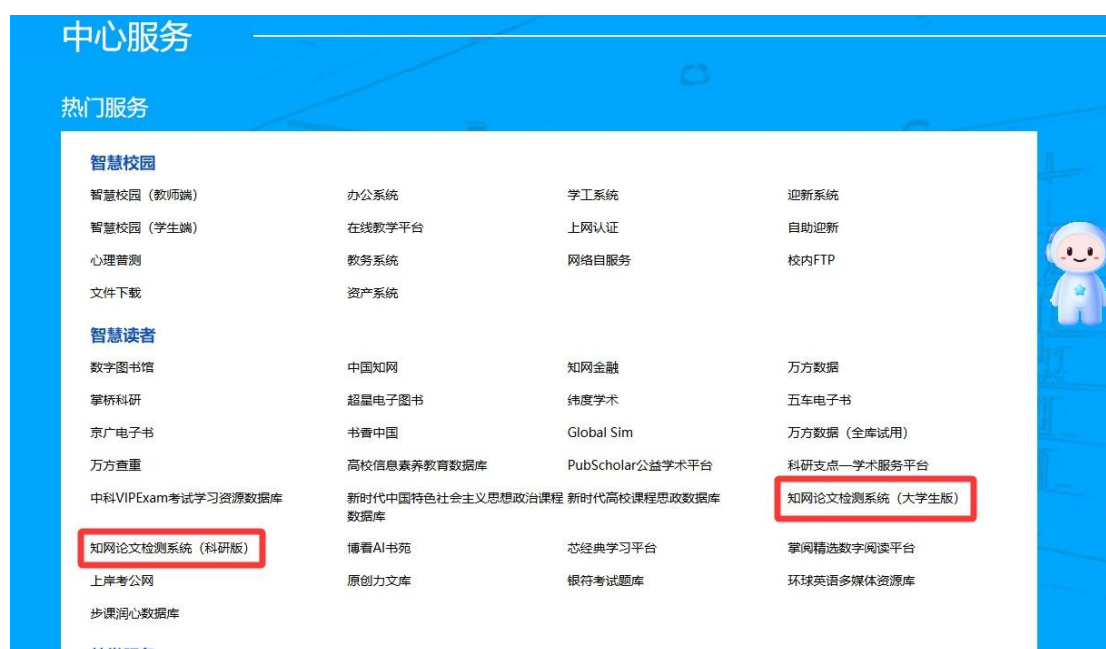 中心服务
热门服务
智慧校园
智慧校园（教师端） 办公系统 学工系统 迎新系统
智慧校园（学生端） 在线教学平台 上网认证 自助迎新
心理普测 教务系统 网络自服务 校内FTP
文件下载 资产系统
智慧读者
数字图书馆 中国知网 知网金融 万方数据
掌桥科研 超星电子图书 纬度学术 五车电子书
京广电子书 书香中国 Global Sim 万方数据（全库试用）
万方查重 高校信息素养教育数据库 PubScholar公益学术平台 科研支点—学术服务平台
中科VIPExam考试学习资源数据库 新时代中国特色社会主义思想政治课程 新时代高校课程思政数据库 知网论文检测系统（大学生版）
数据库
知网论文检测系统（科研版） 博看AI书苑 芯经典学习平台 掌阅精选数字阅读平台
上岸考公网 原创力文库 银符考试题库 环球英语多媒体资源库
步课润心数据库